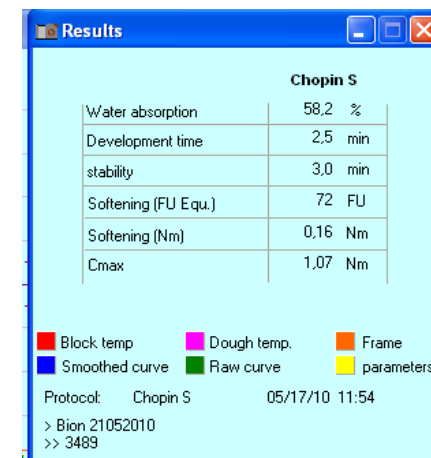 Results
Chopin S
Water absorption 58,2 %
Development time 2,5 min
stability 3,0 min
Softening (FU Equ.) 72 FU
Softening (Nm) 0,16 Nm
Cmax 1,07 Nm
Block temp Dough temp. Frame
Smoothed curve Raw curve parameters
Protocol: Chopin S 05/17/10 11:54
> Bion 21052010
>> 3489